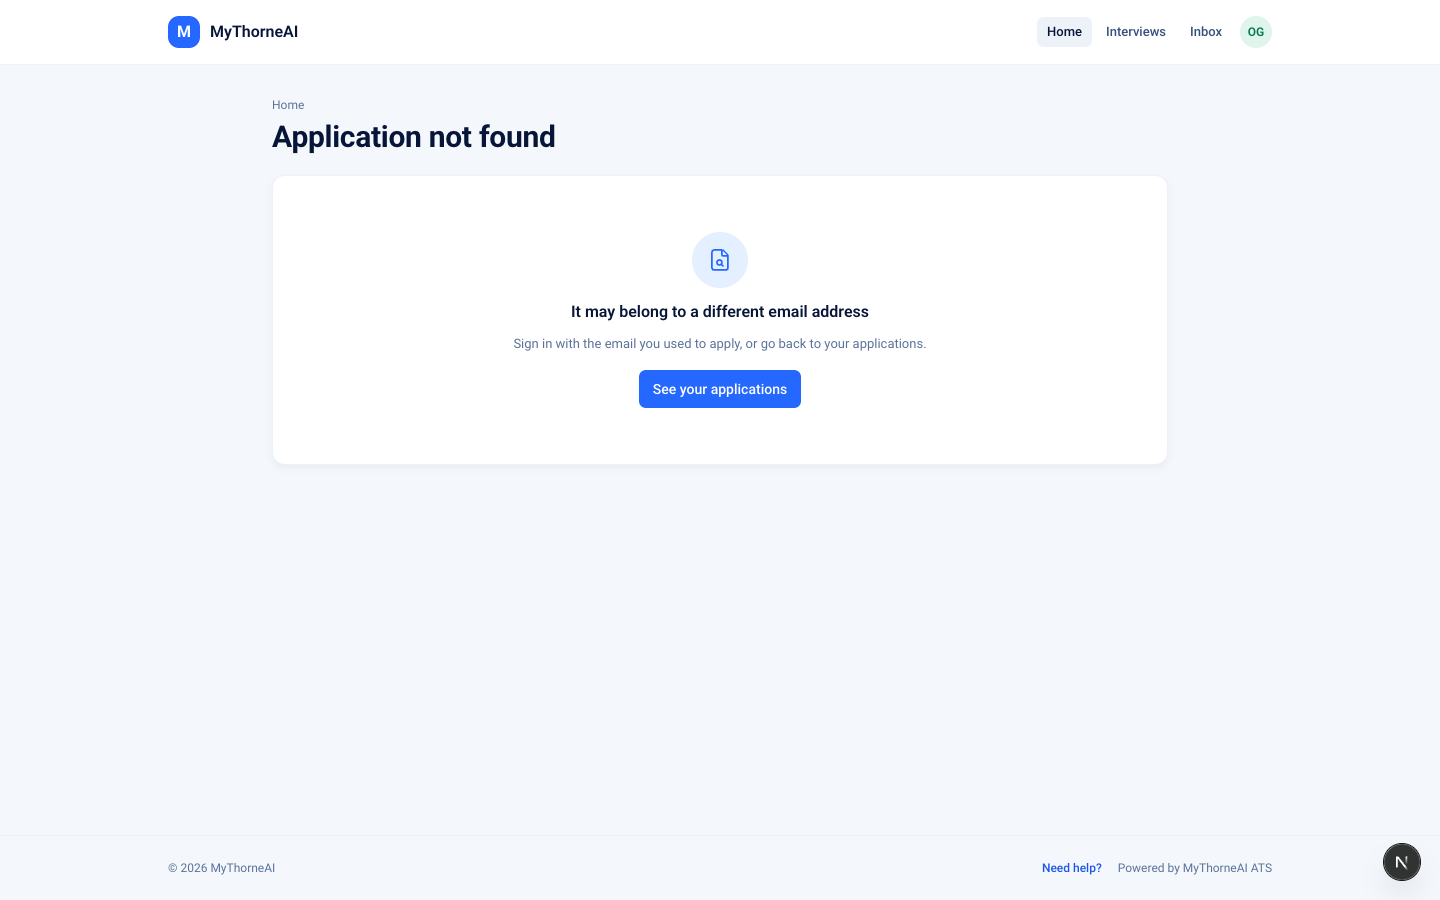 M MyThorneAI
Home Interviews Inbox OG
Home
Application not found
It may belong to a different email address
Sign in with the email you used to apply, or go back to your applications.
See your applications
© 2026 MyThorneAI
Need help? Powered by MyThorneAI ATS
N